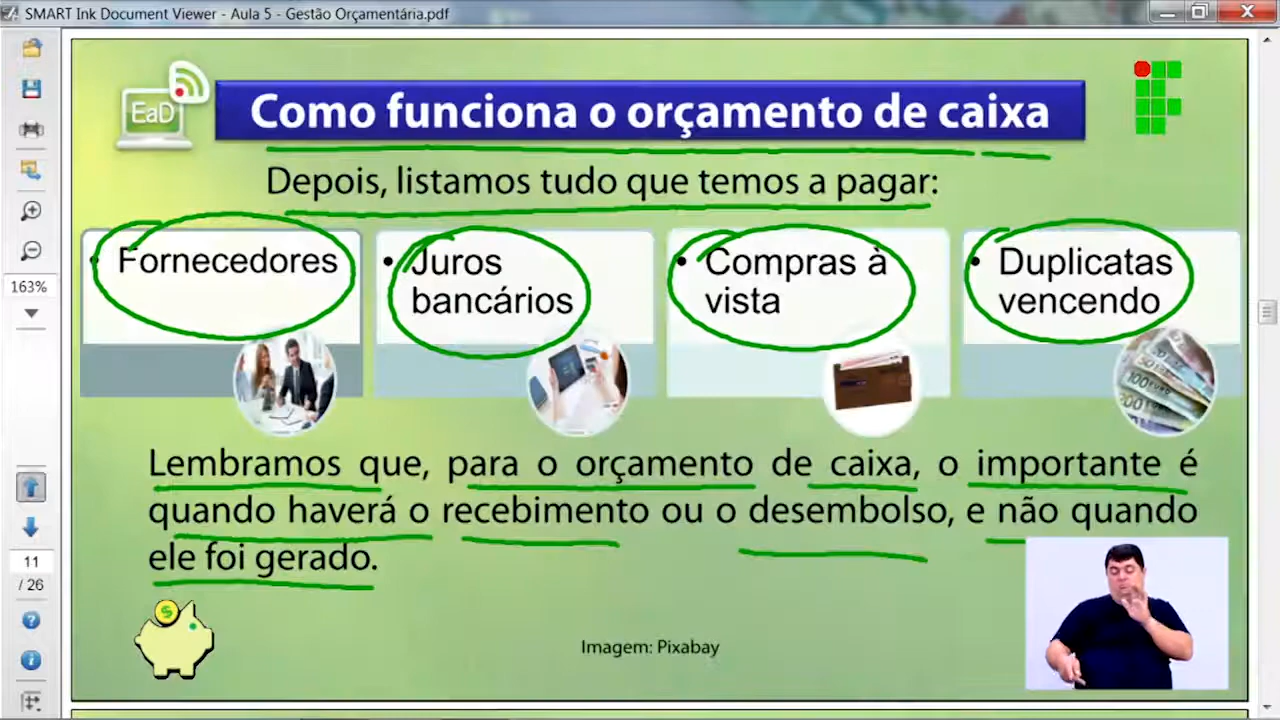 SMART Ink Document Viewer - Aula 5 - Gestão Orçamentária.pdf
EaD
Como funciona o orçamento de caixa
Depois, listamos tudo que temos a pagar:
• Fornecedores
• Juros
bancários
• Compras à
vista
• Duplicatas
vencendo
163%
Lembramos que, para o orçamento de caixa, o importante é
quando haverá o recebimento ou o desembolso, e não quando
ele foi gerado.
11
/ 26
Imagem: Pixabay